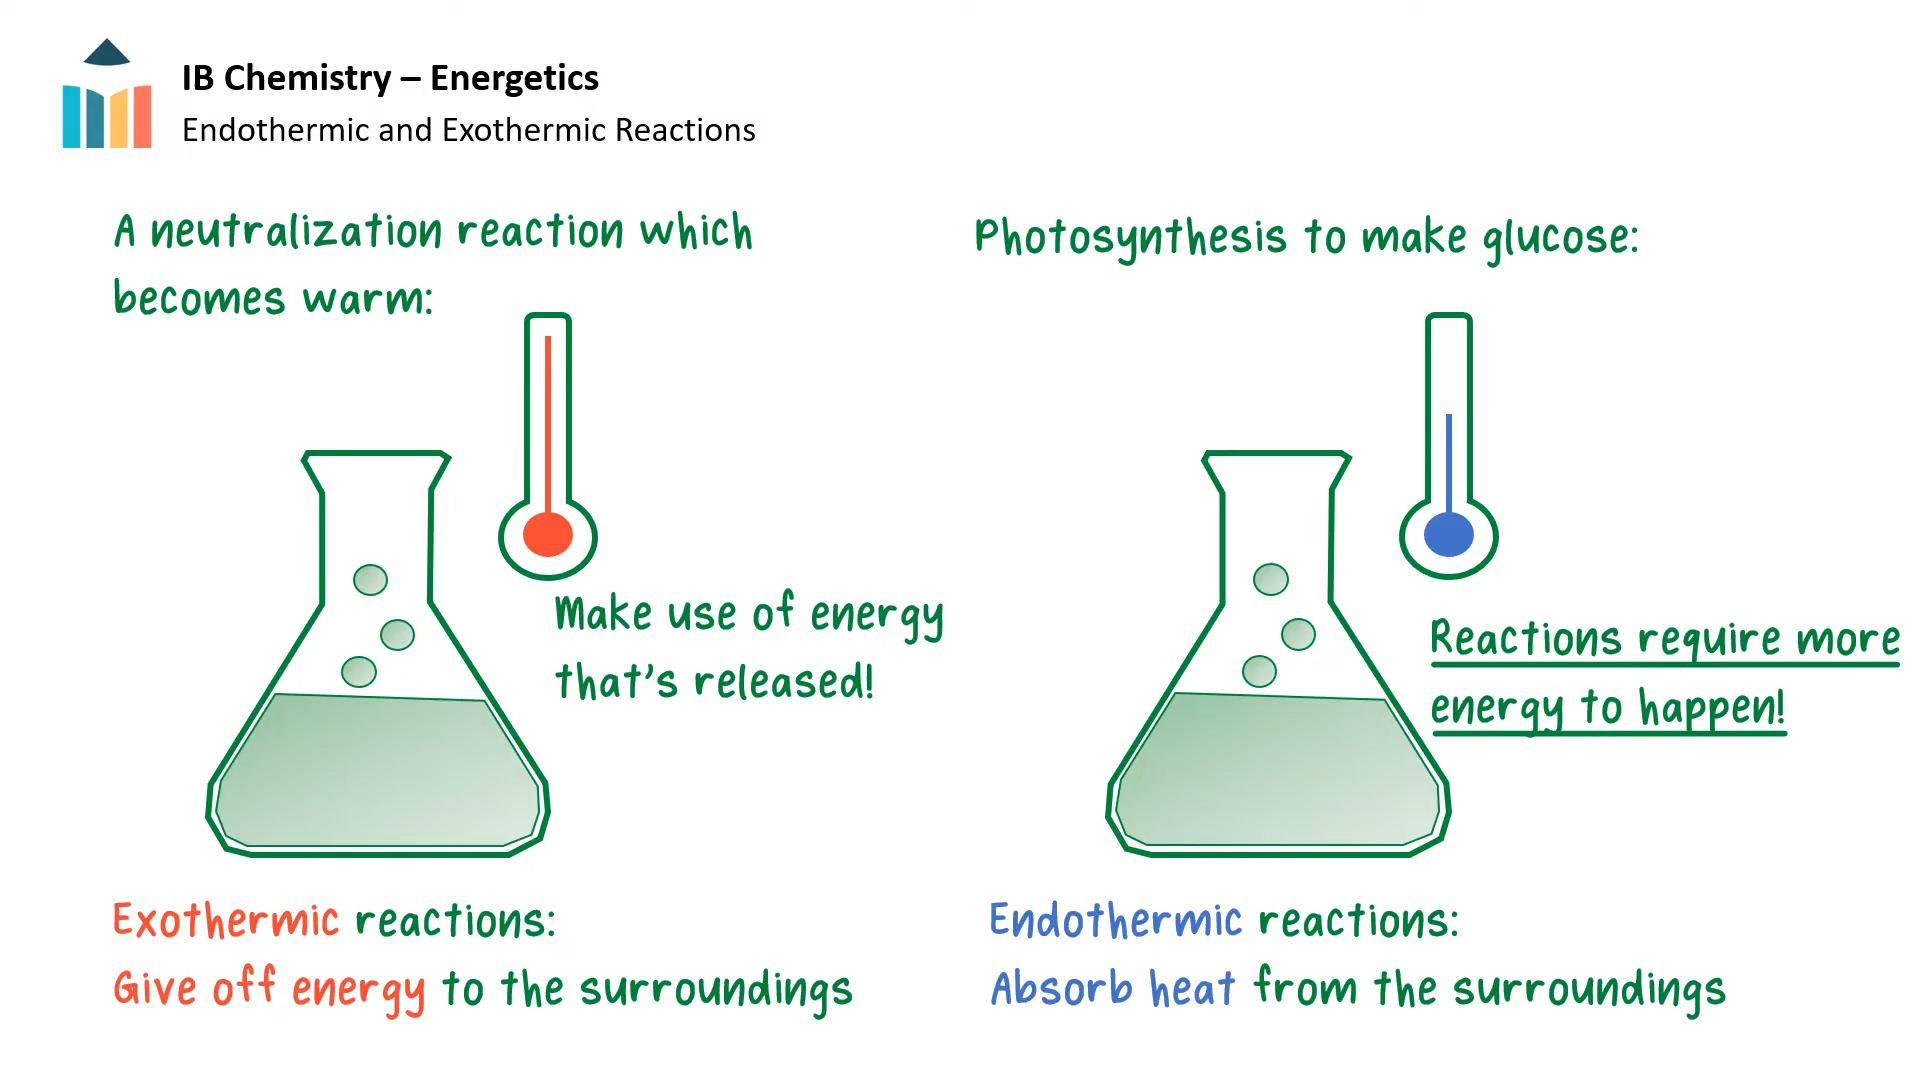 IB Chemistry – Energetics
Endothermic and Exothermic Reactions
A neutralization reaction which
becomes warm:
Make use of energy
that's released!
Exothermic reactions:
Give off energy to the surroundings
Photosynthesis to make glucose:
Reactions require more
energy to happen!
Endothermic reactions:
Absorb heat from the surroundings